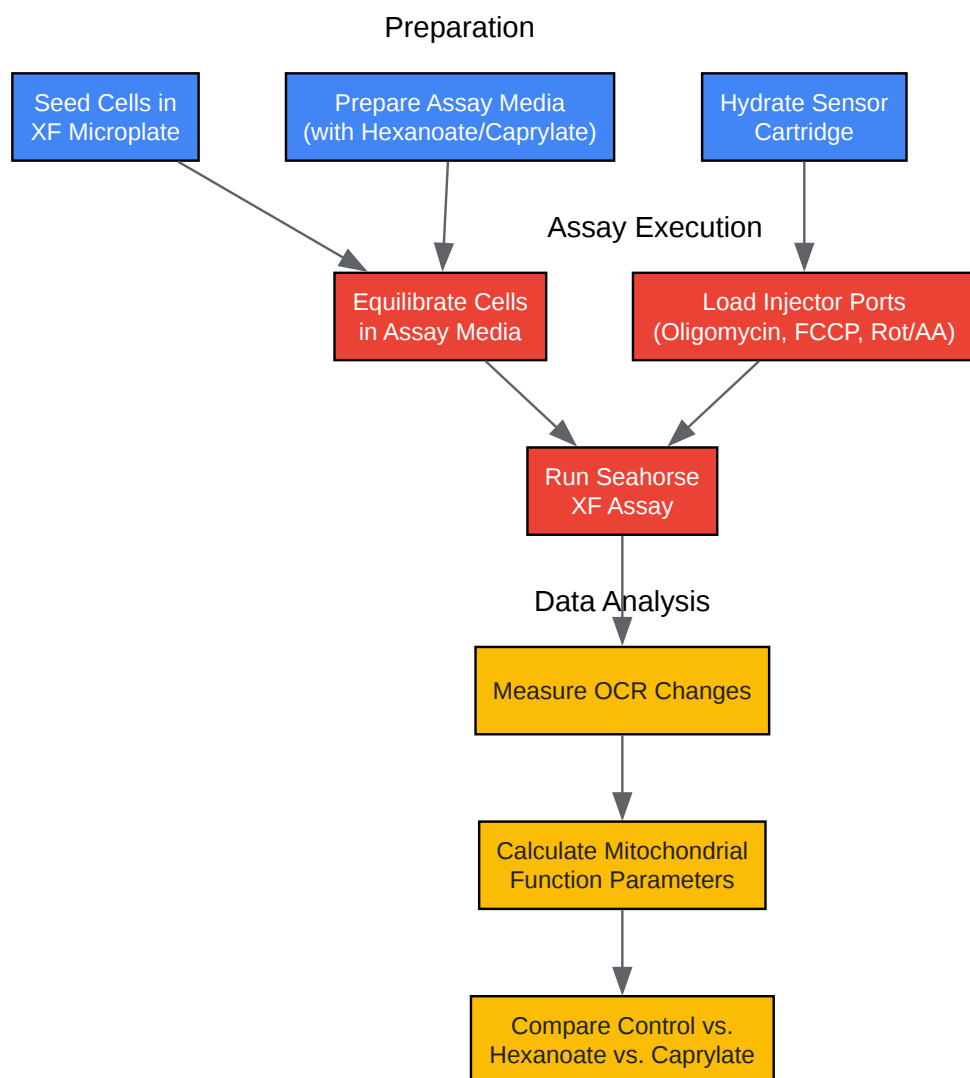 Preparation
Seed Cells in
XF Microplate
Prepare Assay Media
(with Hexanoate/Caprylate)
Hydrate Sensor
Cartridge
Assay Execution
Equilibrate Cells
in Assay Media
Load Injector Ports
(Oligomycin, FCCP, Rot/AA)
Run Seahorse
XF Assay
Data Analysis
Measure OCR Changes
Calculate Mitochondrial
Function Parameters
Compare Control vs.
Hexanoate vs. Caprylate